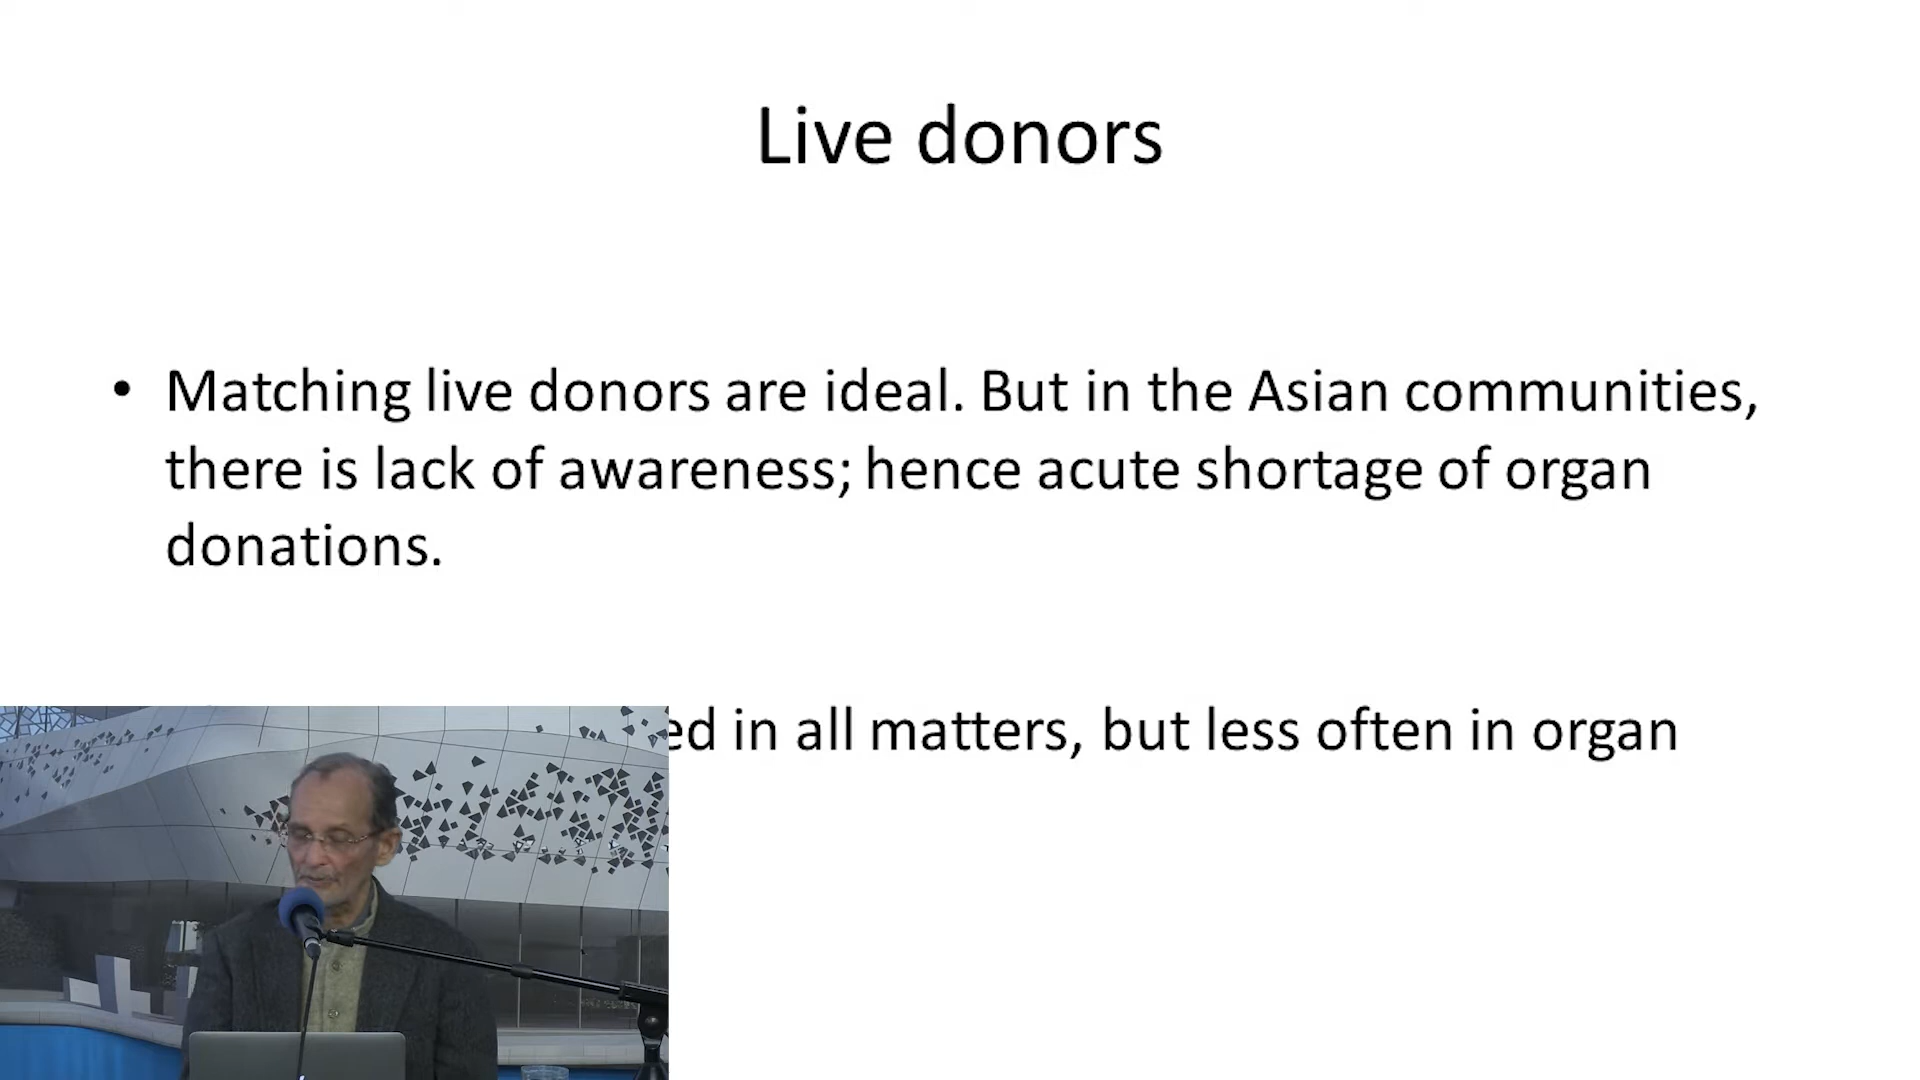 Live donors
• Matching live donors are ideal. But in the Asian communities,
there is lack of awareness; hence acute shortage of organ
donations.
in all matters, but less often in organ